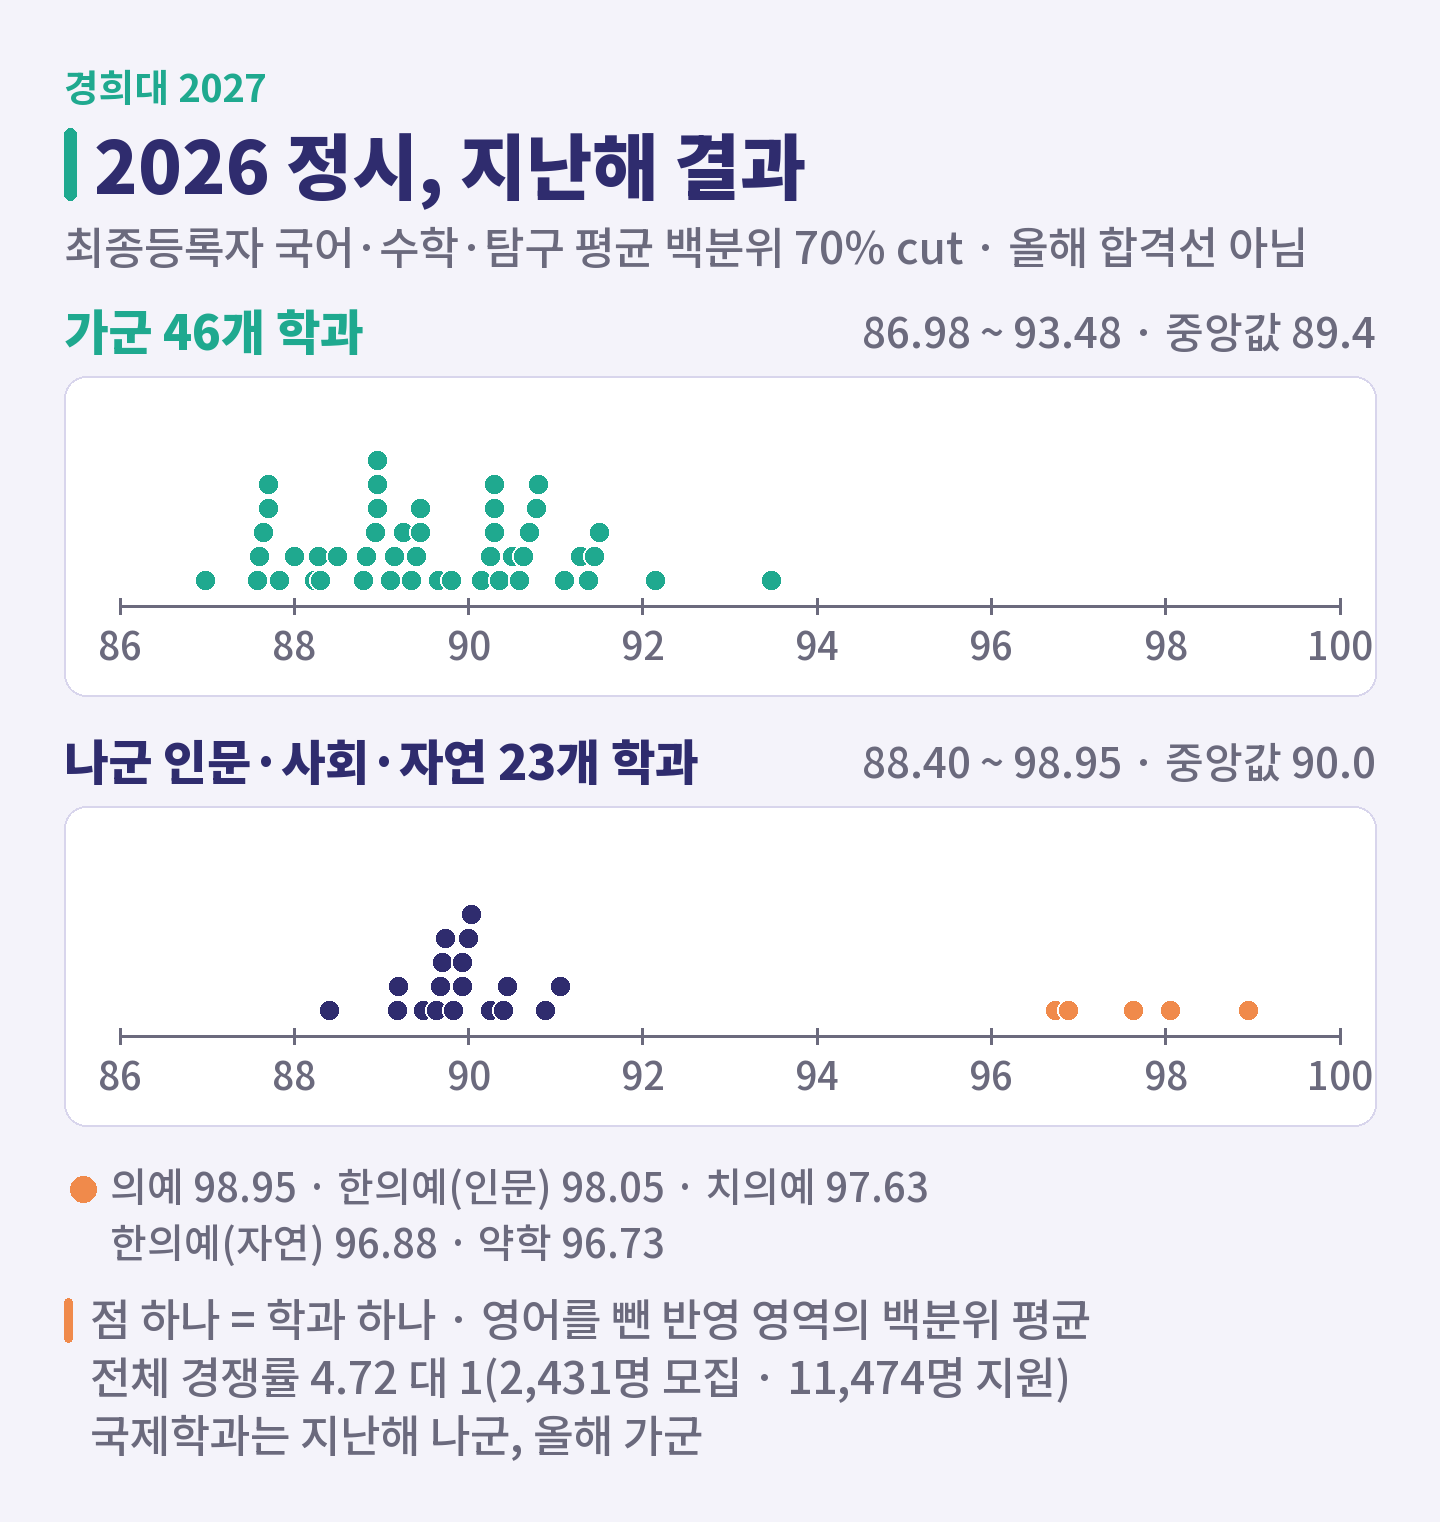 경희대 2027
2026 정시, 지난해 결과
최종등록자 국어·수학·탐구 평균 백분위 70% cut · 올해 합격선 아님
가군 46개 학과
86.98 ~ 93.48 · 중앙값 89.4
86 88 90 92 94 96 98 100
나군 인문·사회·자연 23개 학과
88.40 ~ 98.95 · 중앙값 90.0
86 88 90 92 94 96 98 100
의예 98.95 · 한의예(인문) 98.05 · 치의예 97.63
한의예(자연) 96.88 · 약학 96.73
점 하나 = 학과 하나 · 영어를 뺀 반영 영역의 백분위 평균
전체 경쟁률 4.72 대 1(2,431명 모집 · 11,474명 지원)
국제학과는 지난해 나군, 올해 가군